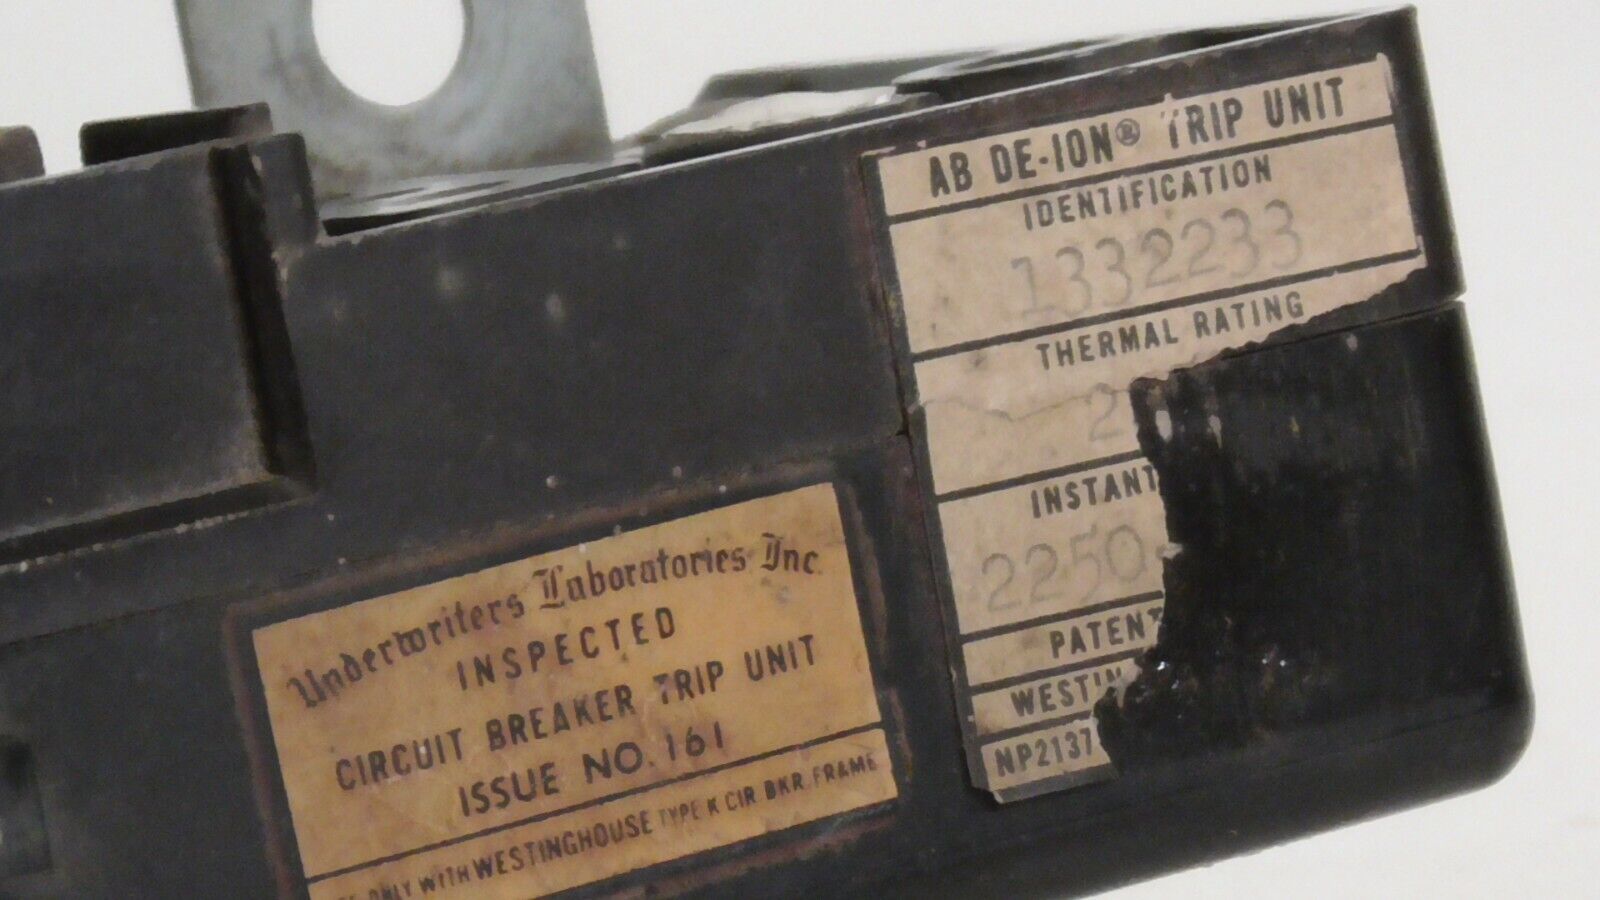 AB DE-ION® TRIP UNIT
IDENTIFICATION
1332233
THERMAL RATING
2
INSTANT
2250-
PATENT
WESTIN
NP2137
Underwriters Laboratories Inc.
INSPECTED
CIRCUIT BREAKER TRIP UNIT
ISSUE NO. 161
ONLY WITH WESTINGHOUSE TYPE K CIR BKR FRAME